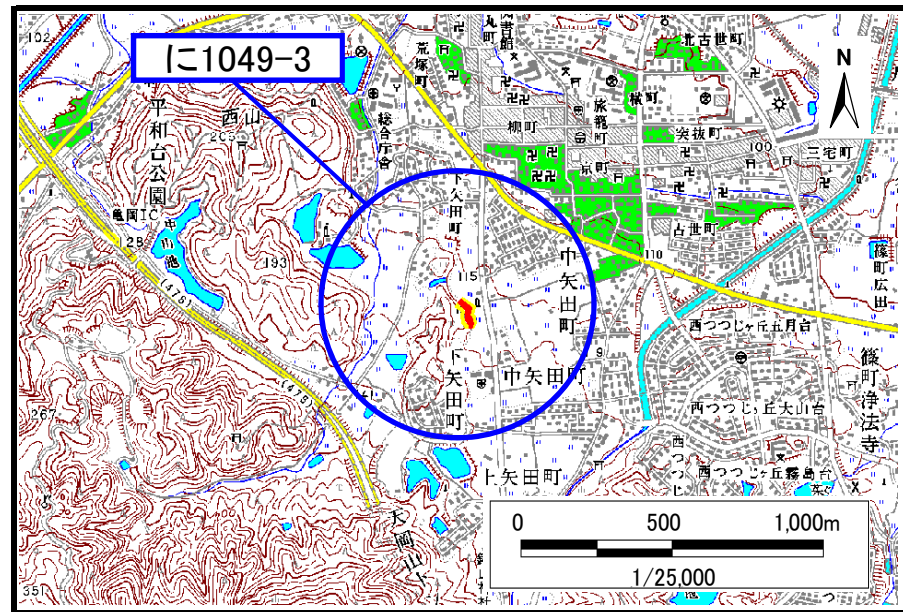 に1049-3
102
荒塚町
北古世町
N
平和台公園
西山
総合庁舎
柳町
旅籠町
横町
突抜町
100
三宅町
京町
下矢田町
亀岡IC
古世町
128
193
115
中矢田町
110
篠町広田
(478)
西つつじヶ丘五月台
下矢田町
中矢田町
9
篠町浄法寺
267
西つつじヶ丘大山台
上矢田町
西つつじヶ丘霧島台
351
0 500 1,000m
1/25,000